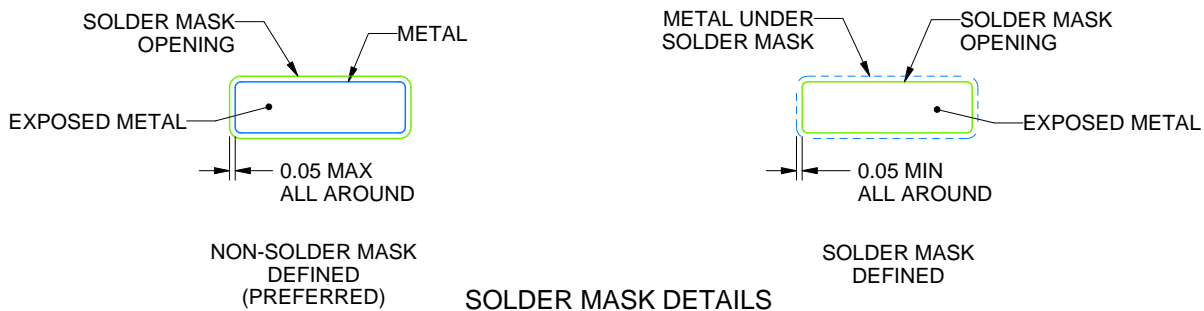 SOLDER MASK
OPENING
METAL
EXPOSED METAL
0.05 MAX
ALL AROUND
NON-SOLDER MASK
DEFINED
(PREFERRED)
METAL UNDER
SOLDER MASK
SOLDER MASK
OPENING
EXPOSED METAL
0.05 MIN
ALL AROUND
SOLDER MASK
DEFINED
SOLDER MASK DETAILS